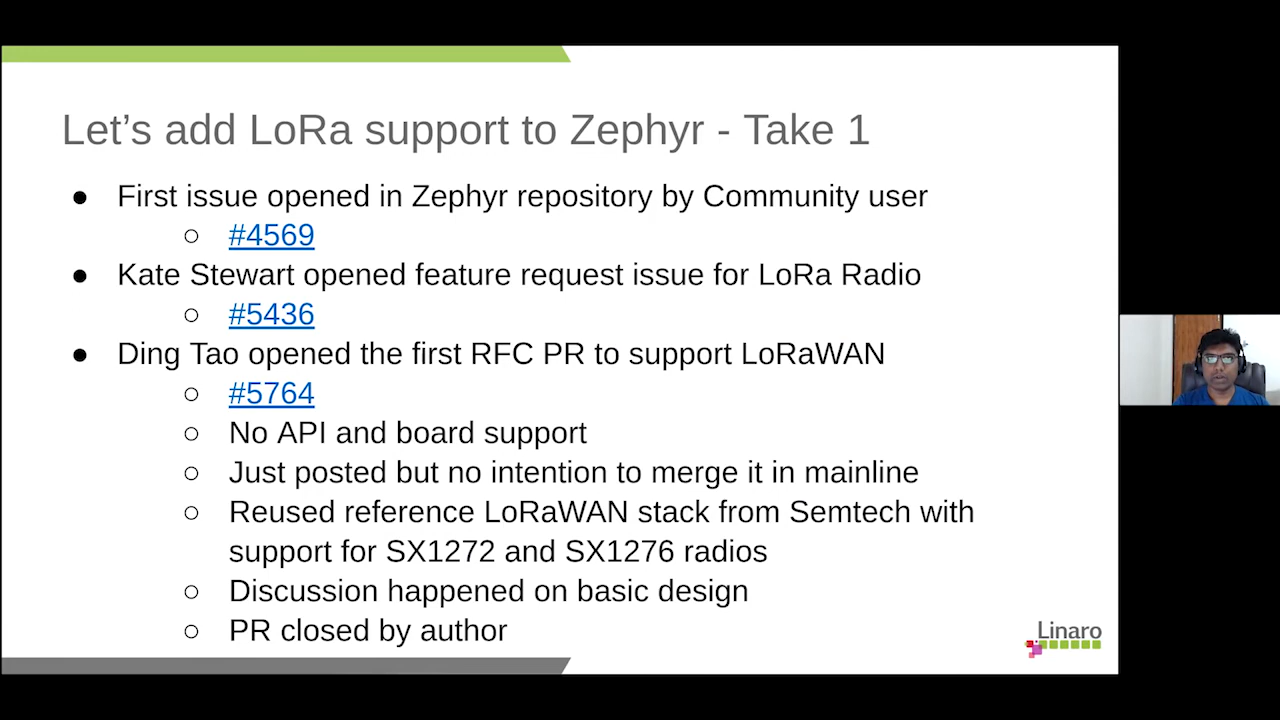 Let’s add LoRa support to Zephyr - Take 1
● First issue opened in Zephyr repository by Community user
○ #4569
● Kate Stewart opened feature request issue for LoRa Radio
○ #5436
● Ding Tao opened the first RFC PR to support LoRaWAN
○ #5764
○ No API and board support
○ Just posted but no intention to merge it in mainline
○ Reused reference LoRaWAN stack from Semtech with
support for SX1272 and SX1276 radios
○ Discussion happened on basic design
○ PR closed by author
Linaro